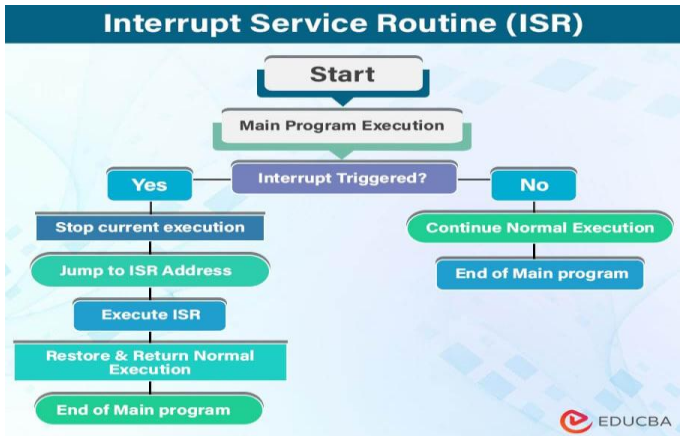 Interrupt Service Routine (ISR)
Start
Main Program Execution
Interrupt Triggered?
Yes
No
Stop current execution
Jump to ISR Address
Execute ISR
Restore & Return Normal
Execution
End of Main program
Continue Normal Execution
End of Main program
EDUCBA